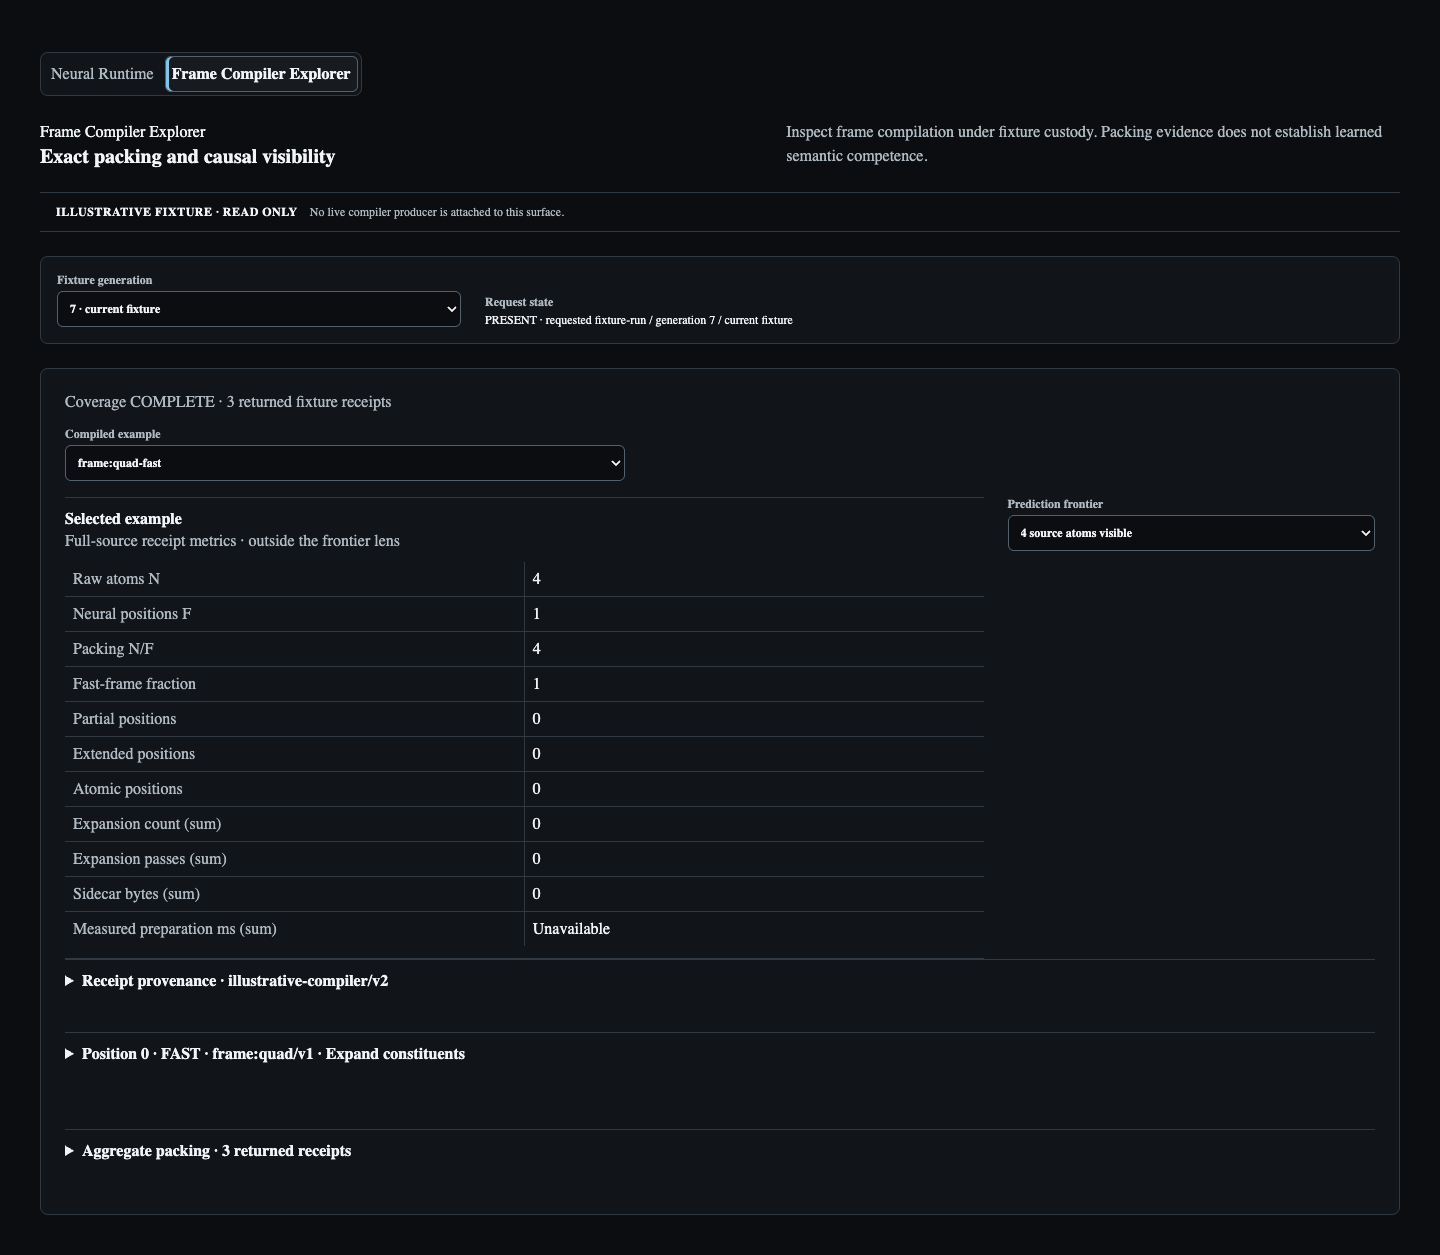 Neural Runtime
Frame Compiler Explorer
Frame Compiler Explorer
Exact packing and causal visibility
Inspect frame compilation under fixture custody. Packing evidence does not establish learned
semantic competence.
ILLUSTRATIVE FIXTURE · READ ONLY No live compiler producer is attached to this surface.
Fixture generation
7 · current fixture
Request state
PRESENT · requested fixture-run / generation 7 / current fixture
Coverage COMPLETE · 3 returned fixture receipts
Compiled example
frame:quad-fast
Selected example
Full-source receipt metrics · outside the frontier lens
Raw atoms N 4
Neural positions F 1
Packing N/F 4
Fast-frame fraction 1
Partial positions 0
Extended positions 0
Atomic positions 0
Expansion count (sum) 0
Expansion passes (sum) 0
Sidecar bytes (sum) 0
Measured preparation ms (sum) Unavailable
Prediction frontier
4 source atoms visible
Receipt provenance · illustrative-compiler/v2
Position 0 · FAST · frame:quad/v1 · Expand constituents
Aggregate packing · 3 returned receipts